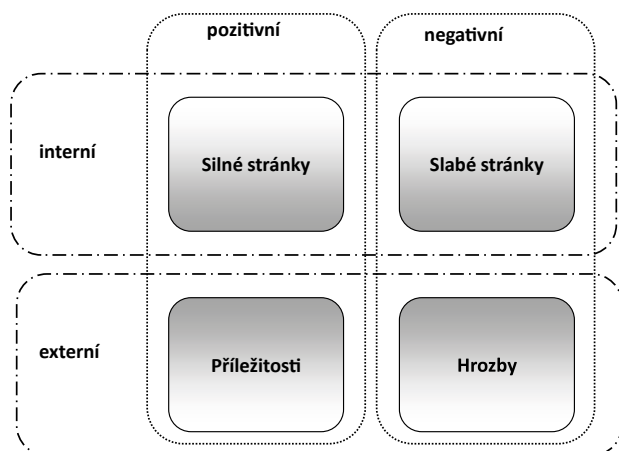 pozitivní
negativní
interní
Silné stránky
Slabé stránky
externí
Příležitosti
Hrozby